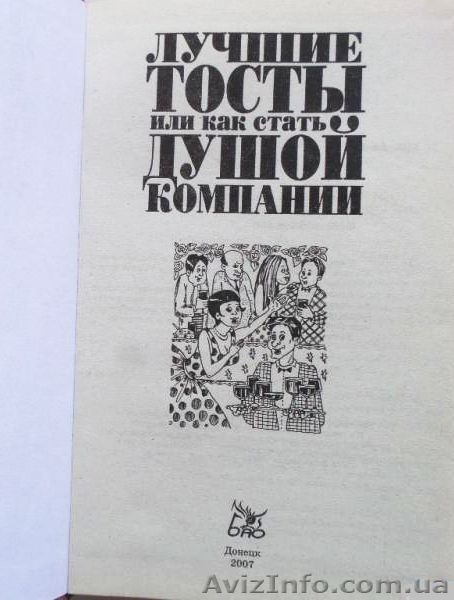 ЛУЧШИЕ
ТОСТЫ
ИЛИ КАК СТАТЬ
ДУШОЙ
КОМПАНИИ
БАО
Донецк
2007
AvizInfo.com.ua